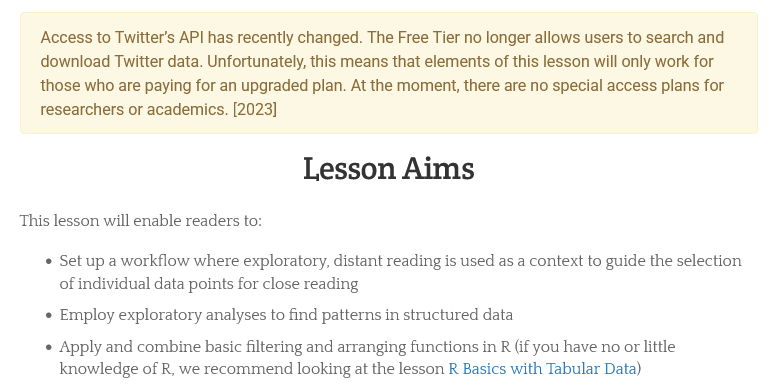 Access to Twitter’s API has recently changed. The Free Tier no longer allows users to search and
download Twitter data. Unfortunately, this means that elements of this lesson will only work for
those who are paying for an upgraded plan. At the moment, there are no special access plans for
researchers or academics. [2023]
Lesson Aims
This lesson will enable readers to:
• Set up a workflow where exploratory, distant reading is used as a context to guide the selection
of individual data points for close reading
• Employ exploratory analyses to find patterns in structured data
• Apply and combine basic filtering and arranging functions in R (if you have no or little
knowledge of R, we recommend looking at the lesson R Basics with Tabular Data)